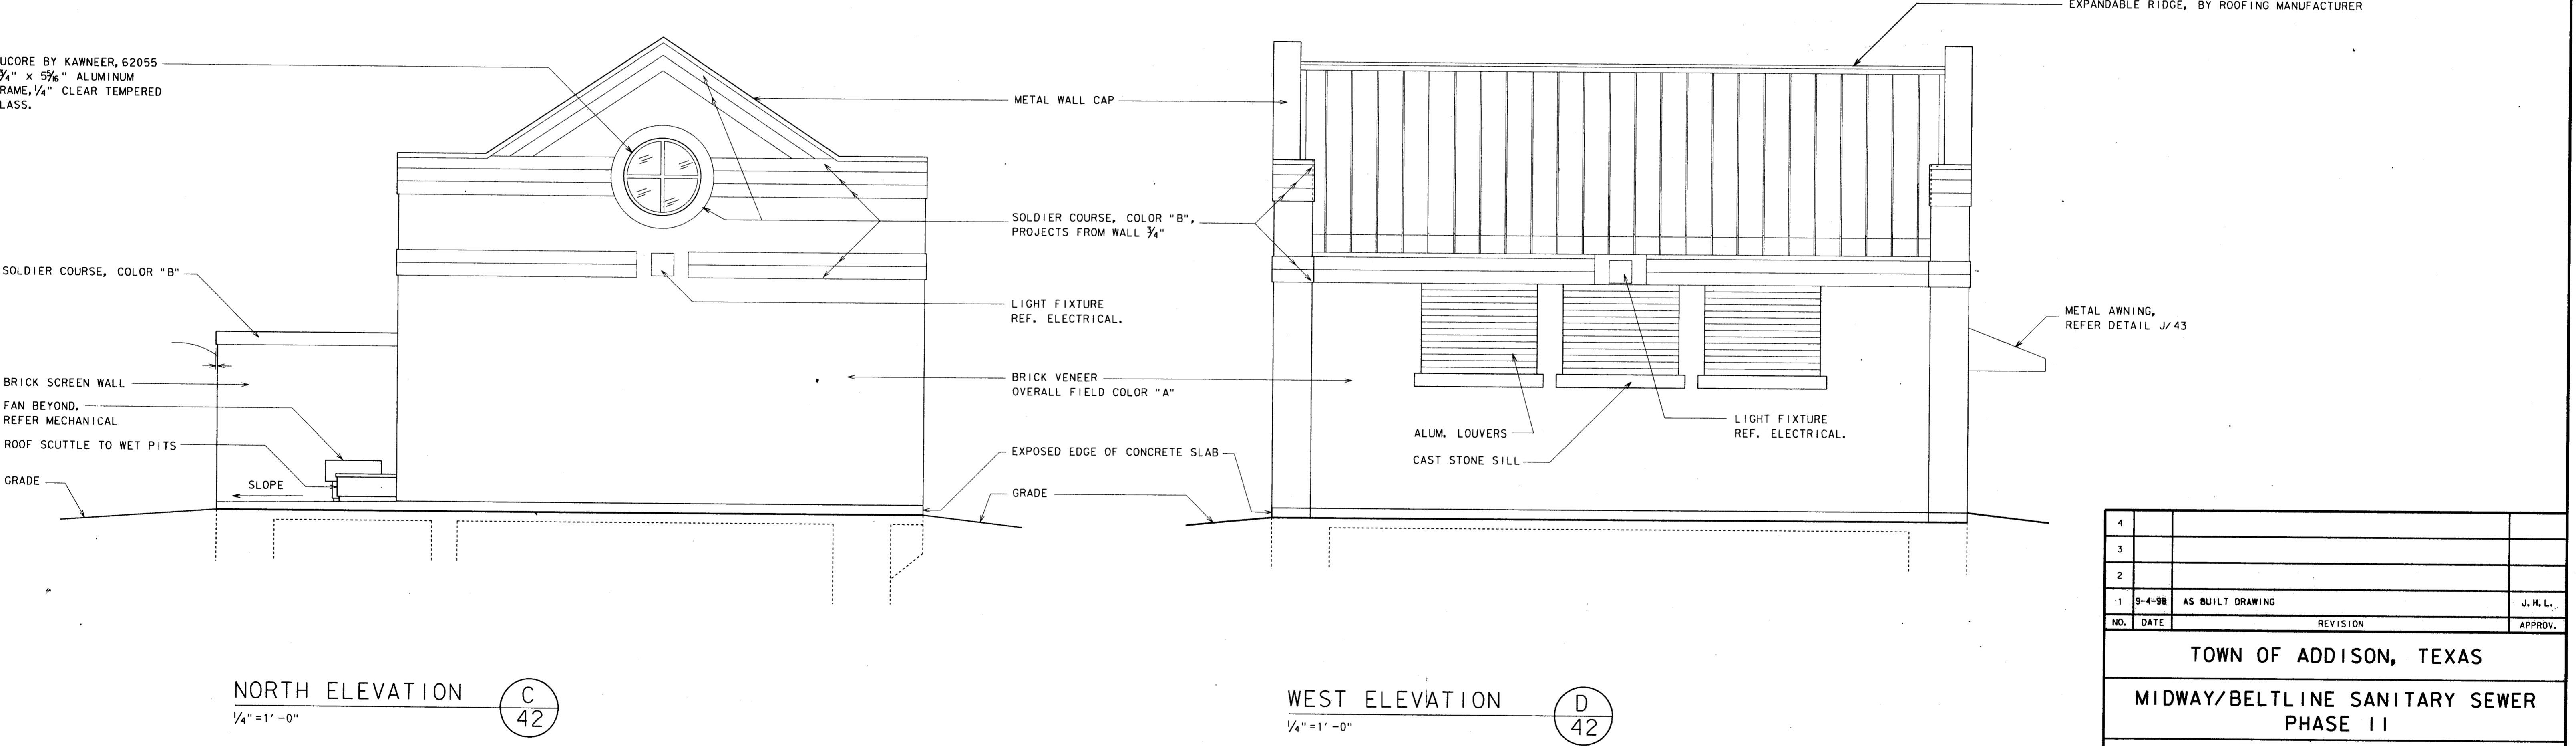 EXPANDABLE RIDGE, BY ROOFING MANUFACTURER
UCORE BY KAWNEER, 62055
3/4" x 5 5/16" ALUMINUM
RAME, 1/4" CLEAR TEMPERED
LASS.
METAL WALL CAP
SOLDIER COURSE, COLOR "B",
PROJECTS FROM WALL 3/4"
SOLDIER COURSE, COLOR "B"
LIGHT FIXTURE
REF. ELECTRICAL.
METAL AWNING,
REFER DETAIL J/43
BRICK SCREEN WALL
FAN BEYOND.
REFER MECHANICAL
ROOF SCUTTLE TO WET PITS
GRADE
SLOPE
BRICK VENEER
OVERALL FIELD COLOR "A"
EXPOSED EDGE OF CONCRETE SLAB
GRADE
ALUM. LOUVERS
CAST STONE SILL
LIGHT FIXTURE
REF. ELECTRICAL.
4
3
2
1 9-4-98 AS BUILT DRAWING J.H.L.
NO. DATE REVISION APPROV.
TOWN OF ADDISON, TEXAS
MIDWAY/BELTLINE SANITARY SEWER
PHASE II
NORTH ELEVATION
1/4"=1'-0"
C
42
WEST ELEVATION
1/4"=1'-0"
D
42